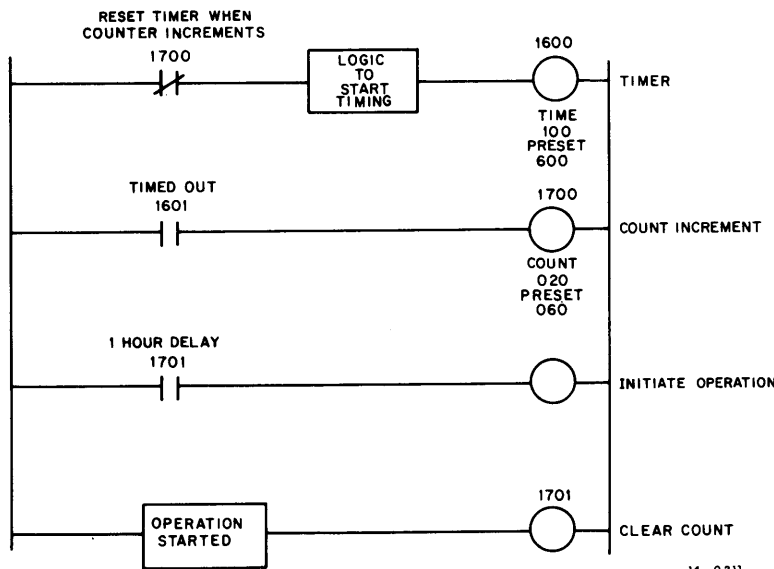 RESET TIMER WHEN
COUNTER INCREMENTS
1700
LOGIC
TO
START
TIMING
1600
TIMER
TIME
100
PRESET
600
TIMED OUT
1601
1700
COUNT INCREMENT
COUNT
020
PRESET
060
1 HOUR DELAY
1701
INITIATE OPERATION
OPERATION
STARTED
1701
CLEAR COUNT